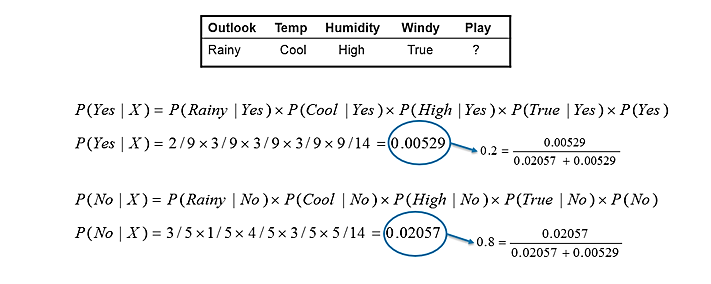 Outlook Temp Humidity Windy Play
Rainy Cool High True ?
P(Yes | X) = P(Rainy | Yes) × P(Cool | Yes) × P(High | Yes) × P(True | Yes) × P(Yes)
P(Yes | X) = 2/9 × 3/9 × 3/9 × 3/9 × 9/14 = 0.00529
0.2 = 0.00529 / 0.02057 + 0.00529
P(No | X) = P(Rainy | No) × P(Cool | No) × P(High | No) × P(True | No) × P(No)
P(No | X) = 3/5 × 1/5 × 4/5 × 3/5 × 5/14 = 0.02057
0.8 = 0.02057 / 0.02057 + 0.00529